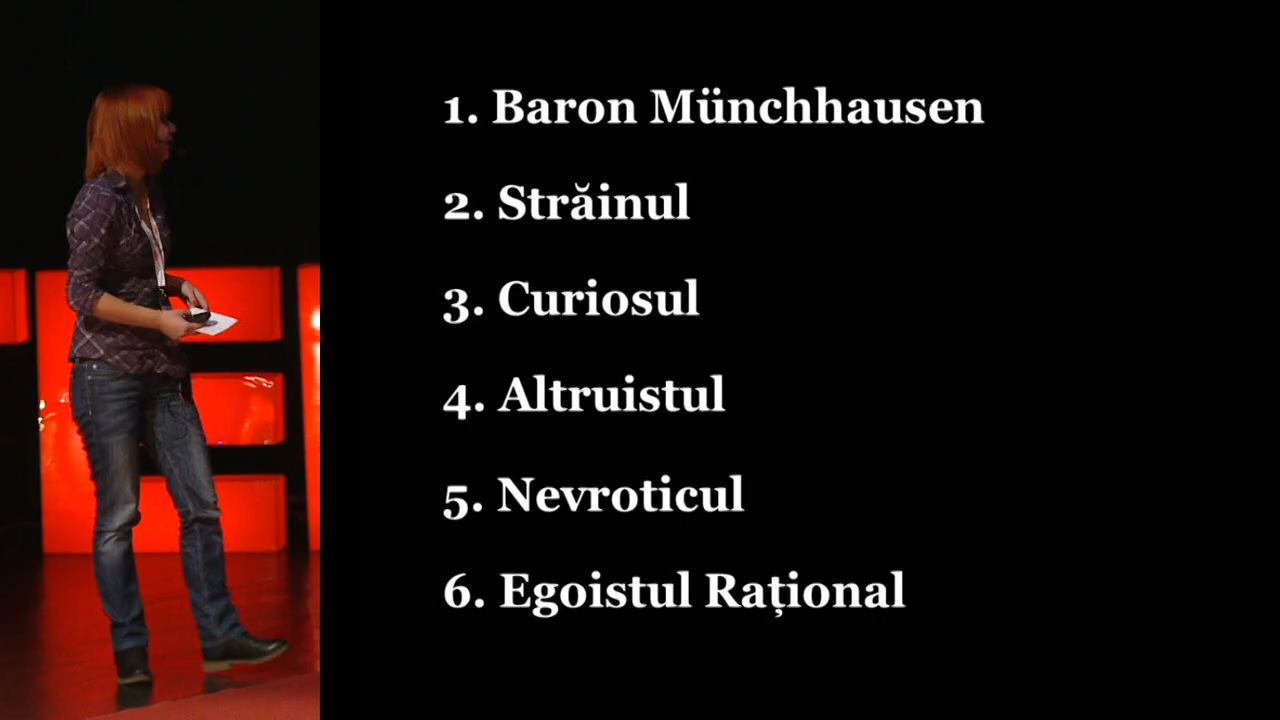 1. Baron Münchhausen
2. Străinul
3. Curiosul
4. Altruistul
5. Nevroticul
6. Egoistul Rațional